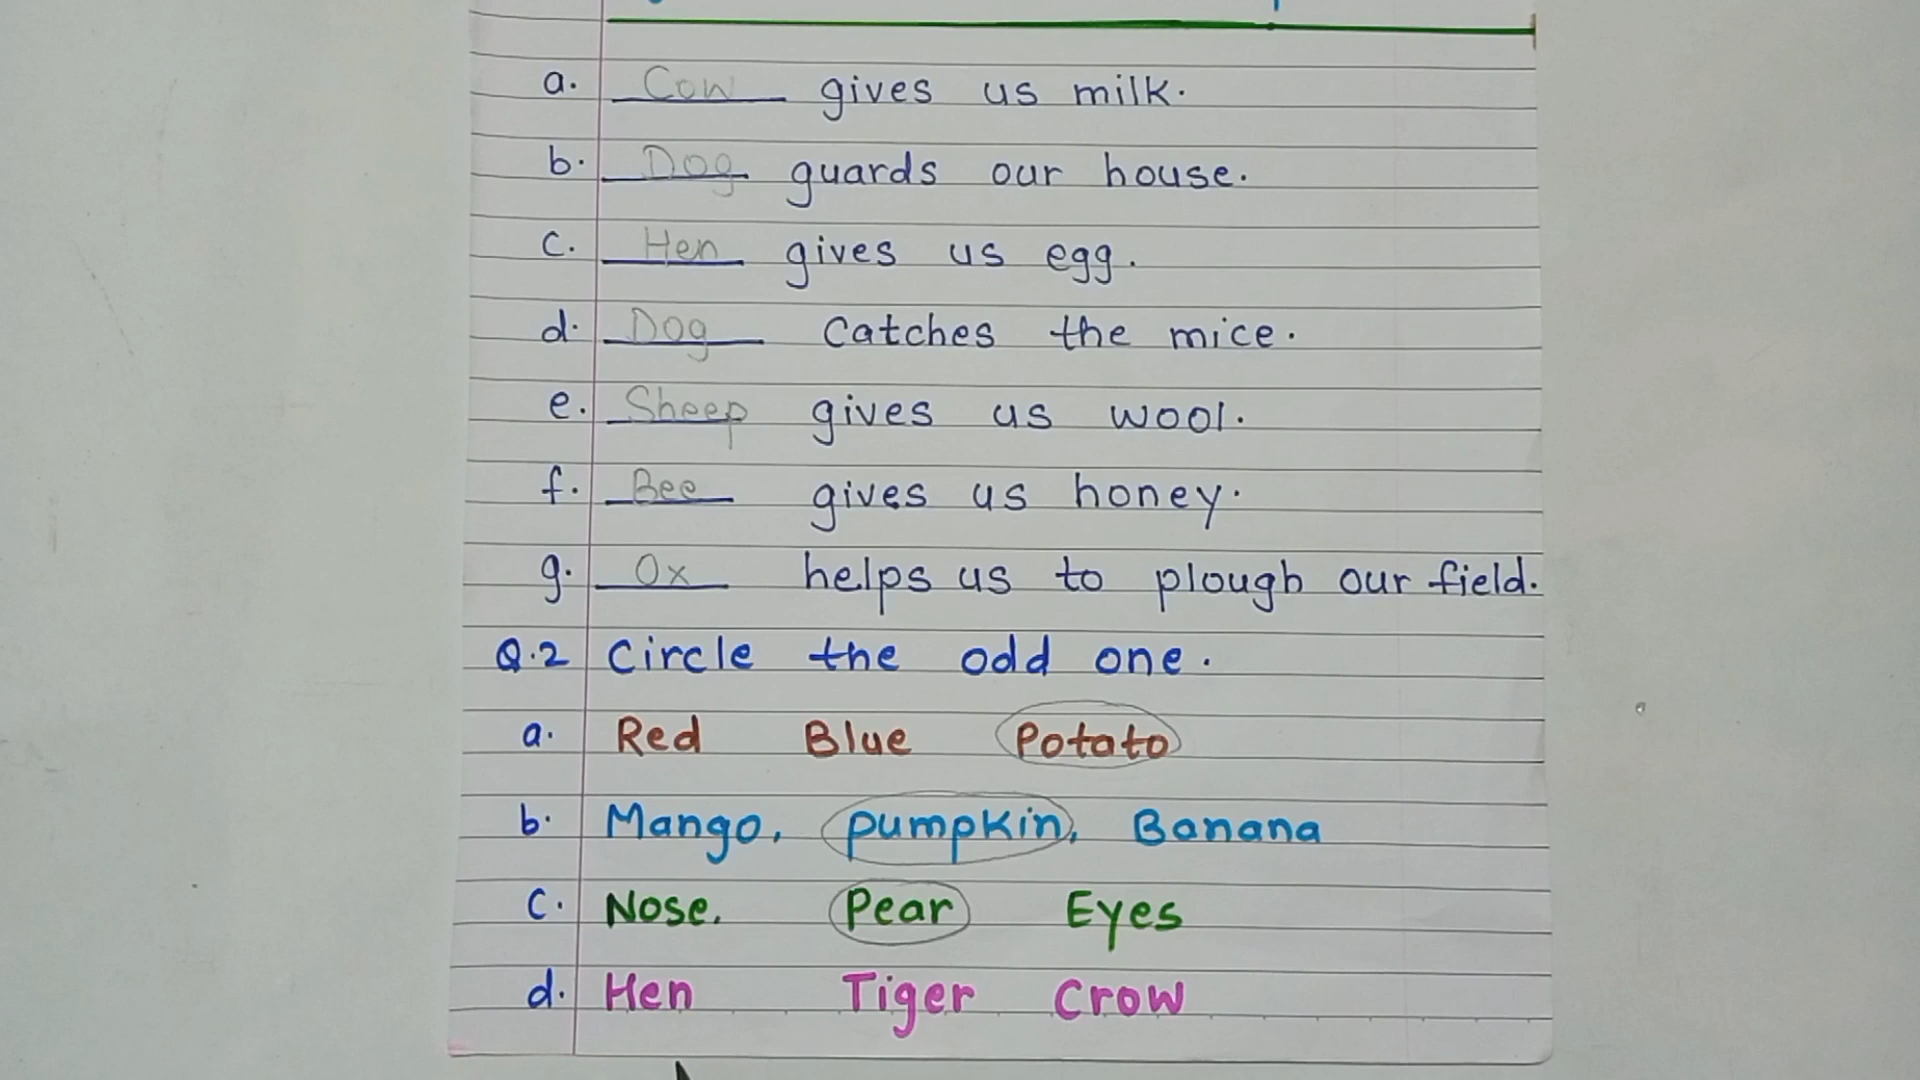 a. Cow gives us milk.
b. Dog guards our house.
c. Hen gives us egg.
d. Dog catches the mice.
e. Sheep gives us wool.
f. Bee gives us honey.
g. Ox helps us to plough our field.
Q.2 Circle the odd one.
a. Red Blue Potato
b. Mango, pumpkin, Banana
c. Nose. Pear Eyes
d. Hen Tiger Crow